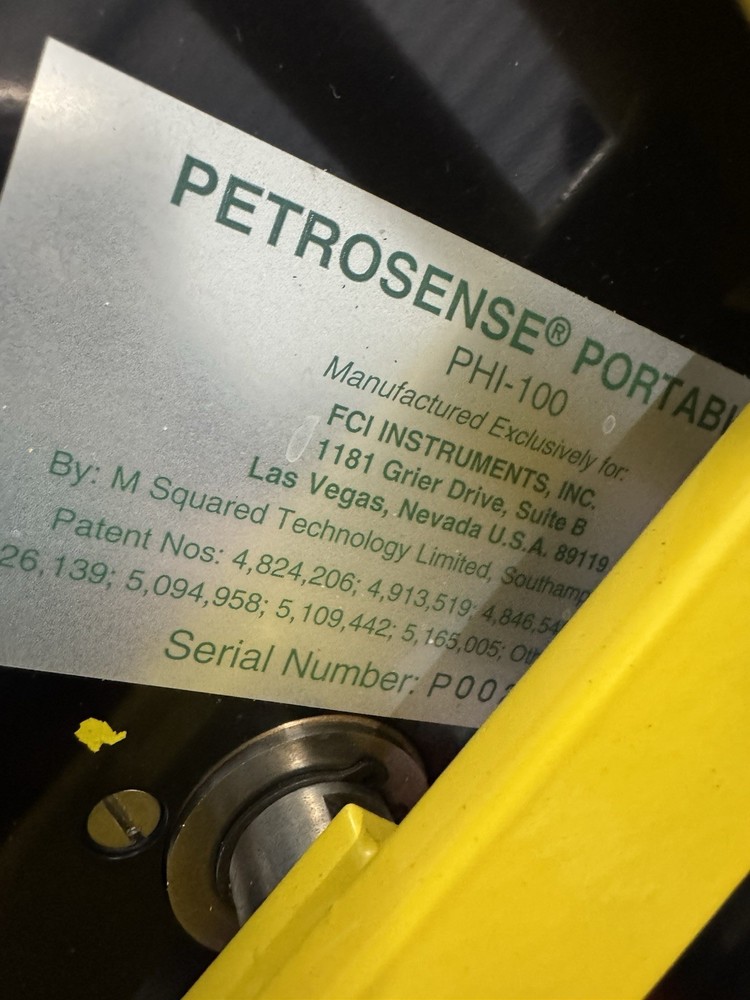 PETROSENSE® PORTABL
PHI-100
Manufactured Exclusively for:
FCI INSTRUMENTS, INC.
1181 Grier Drive, Suite B
Las Vegas, Nevada U.S.A. 89119
By: M Squared Technology Limited, Southamp
Patent Nos: 4,824,206; 4,913,519; 4,846,54
26,139; 5,094,958; 5,109,442; 5,165,005; Oth
Serial Number: P00